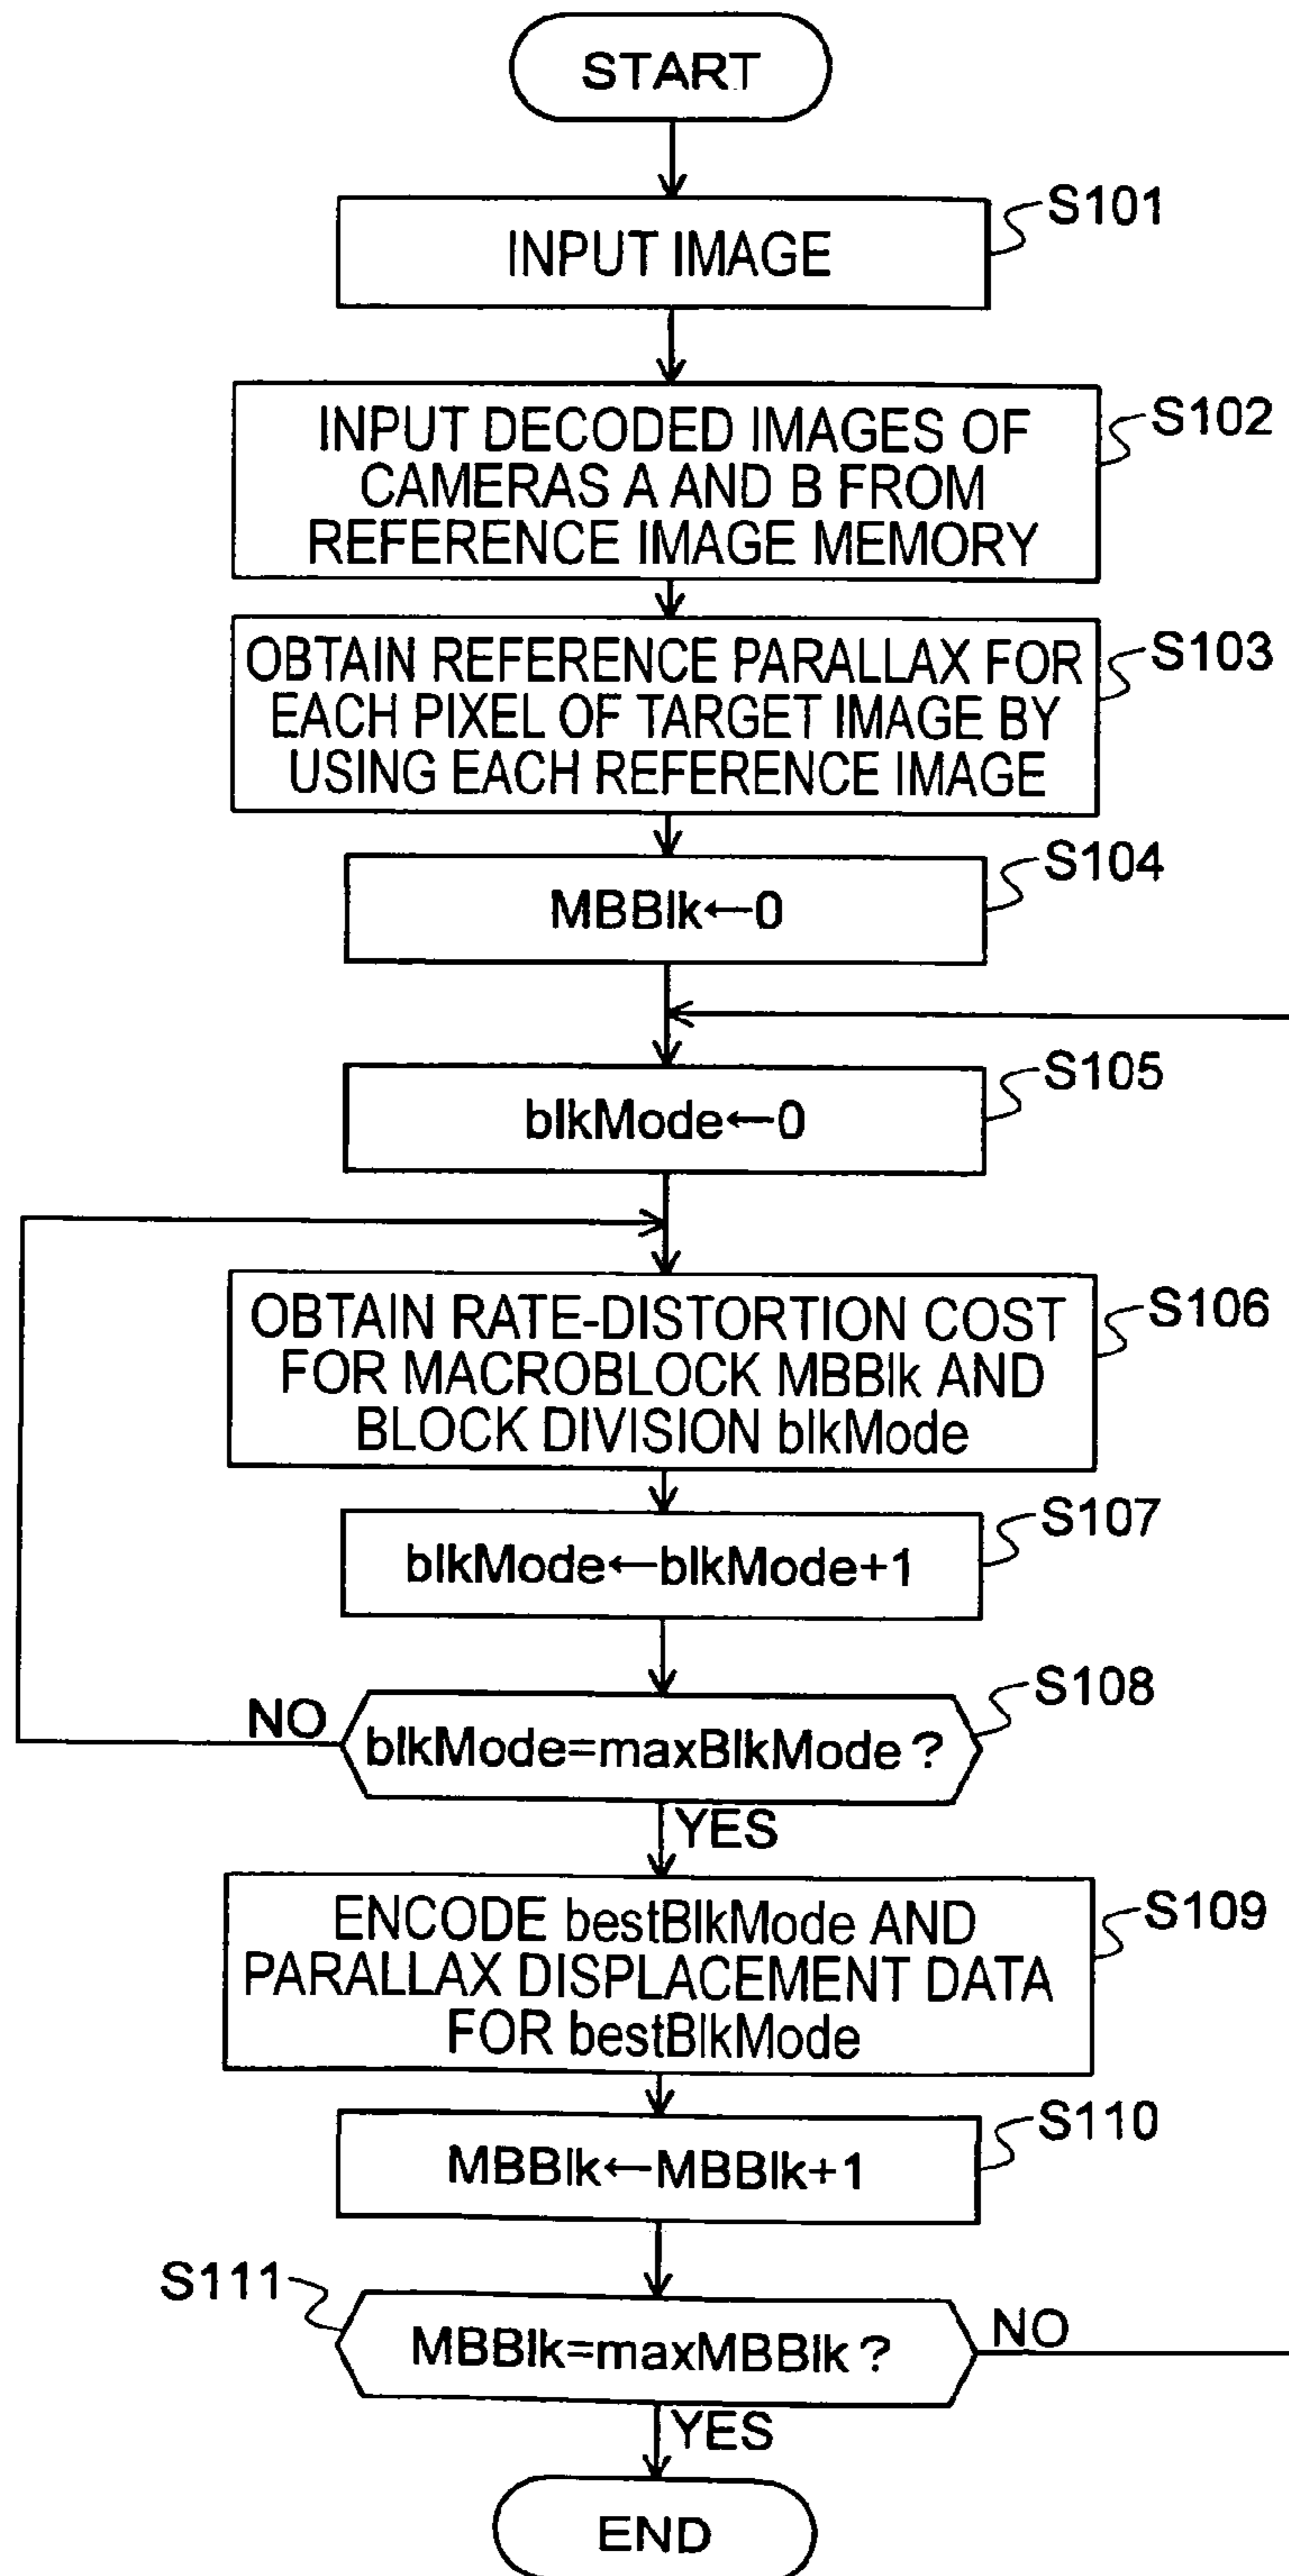 START
S101
INPUT IMAGE
S102
INPUT DECODED IMAGES OF
CAMERAS A AND B FROM
REFERENCE IMAGE MEMORY
S103
OBTAIN REFERENCE PARALLAX FOR
EACH PIXEL OF TARGET IMAGE BY
USING EACH REFERENCE IMAGE
S104
MBBlk←0
S105
blkMode←0
S106
OBTAIN RATE-DISTORTION COST
FOR MACROBLOCK MBBlk AND
BLOCK DIVISION blkMode
S107
blkMode←blkMode+1
S108
NO
blkMode=maxBlkMode?
YES
S109
ENCODE bestBlkMode AND
PARALLAX DISPLACEMENT DATA
FOR bestBlkMode
S110
MBBlk←MBBlk+1
S111
MBBlk=maxMBBlk?
NO
YES
END